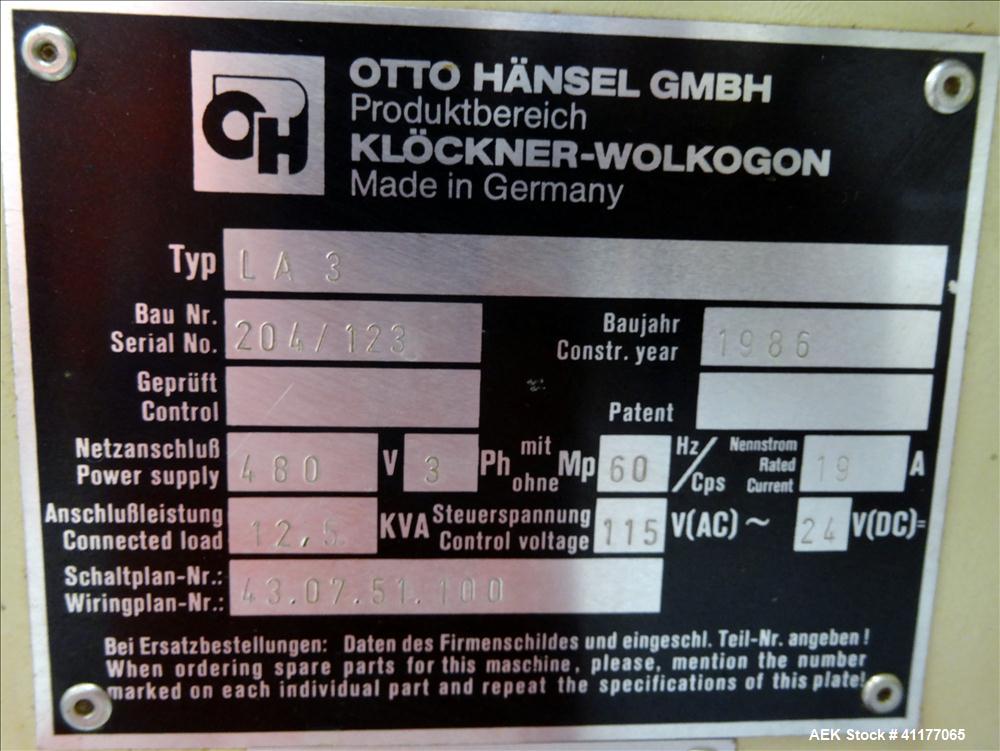 OH
OTTO HÄNSEL GMBH
Produktbereich
KLÖCKNER-WOLKOGON
Made in Germany
Typ LA 3
Bau Nr.
Serial No. 204/123
Baujahr
Constr. year 1986
Geprüft
Control
Patent
Netzanschluß
Power supply 480 V 3 Ph mit
ohne Mp 60 Hz/Cps
Nennstrom
Rated
Current 19 A
Anschlußleistung
Connected load 12,5 KVA
Steuerspannung
Control voltage 115 V(AC) ~ 24 V(DC)=
Schaltplan-Nr.:
Wiringplan-Nr.: 43.07.51.100
Bei Ersatzbestellungen: Daten des Firmenschildes und eingeschl. Teil-Nr. angeben!
When ordering spare parts for this maschine, please, mention the number
marked on each individual part and repeat the specifications of this plate!
AEK Stock # 41177065